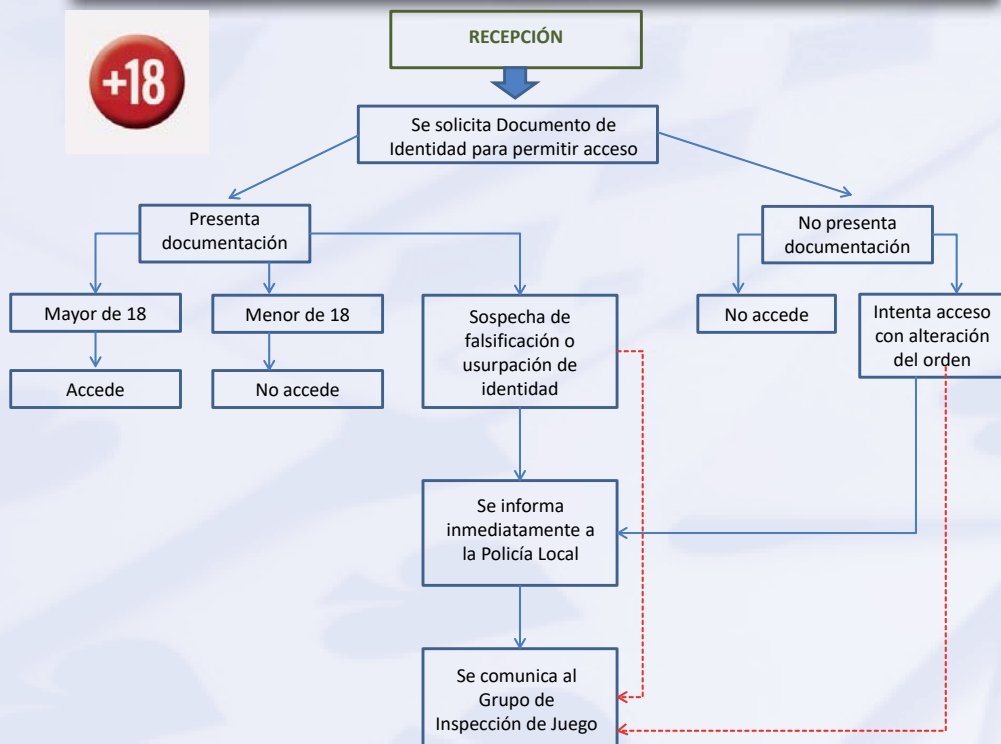 +18
RECEPCIÓN
Se solicita Documento de
Identidad para permitir acceso
Presenta
documentación
No presenta
documentación
Mayor de 18
Menor de 18
Sospecha de
falsificación o
usurpación de
identidad
No accede
Intenta acceso
con alteración
del orden
Accede
No accede
Se informa
inmediatamente a
la Policía Local
Se comunica al
Grupo de
Inspección de Juego